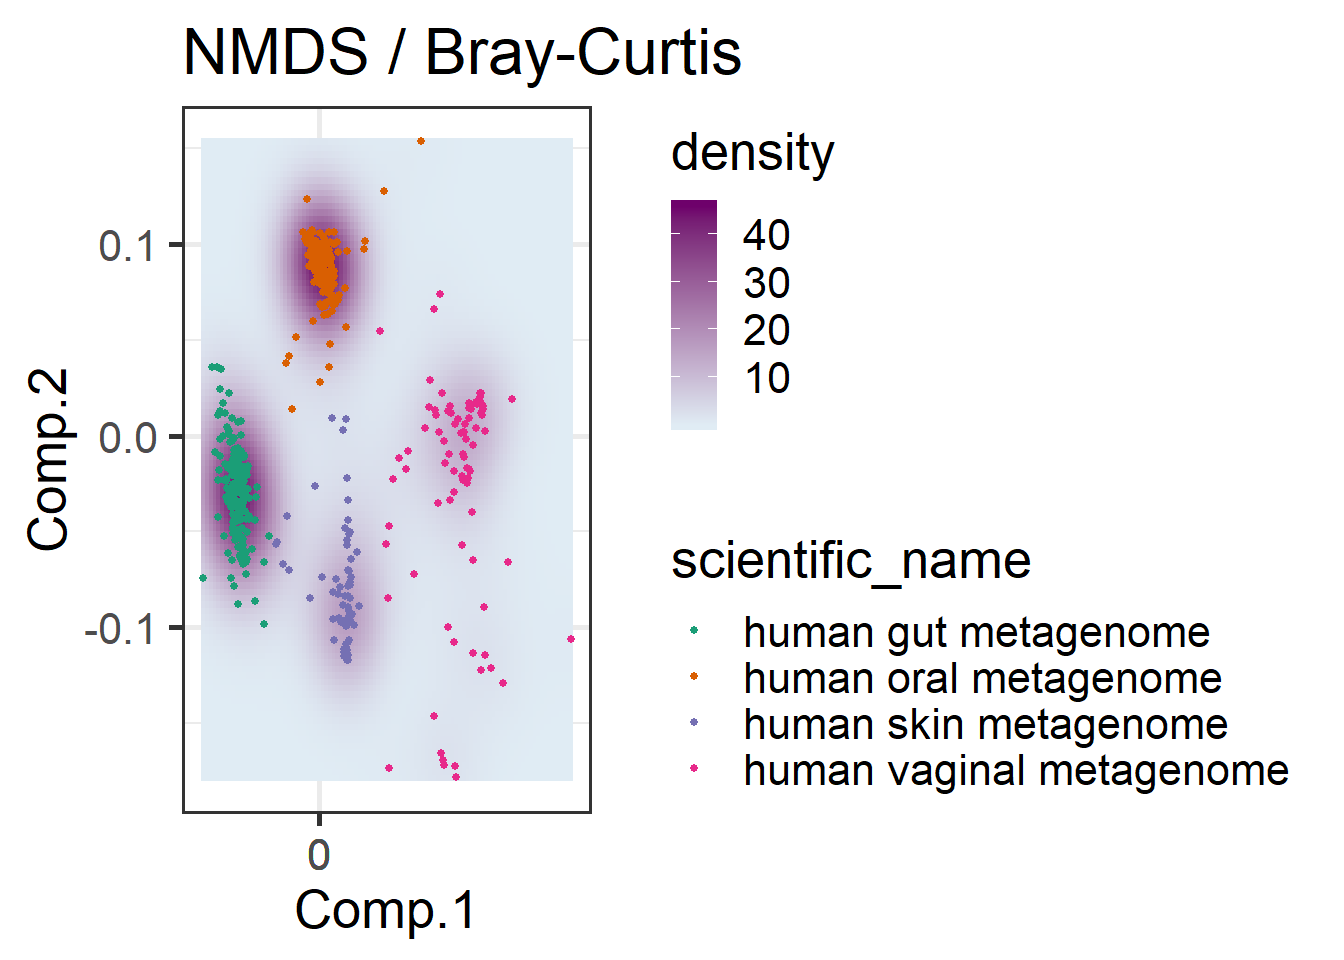 NMDS / Bray-Curtis
density
40
30
20
10
0.1
0.0
-0.1
Comp.2
0
Comp.1
scientific_name
human gut metagenome
human oral metagenome
human skin metagenome
human vaginal metagenome